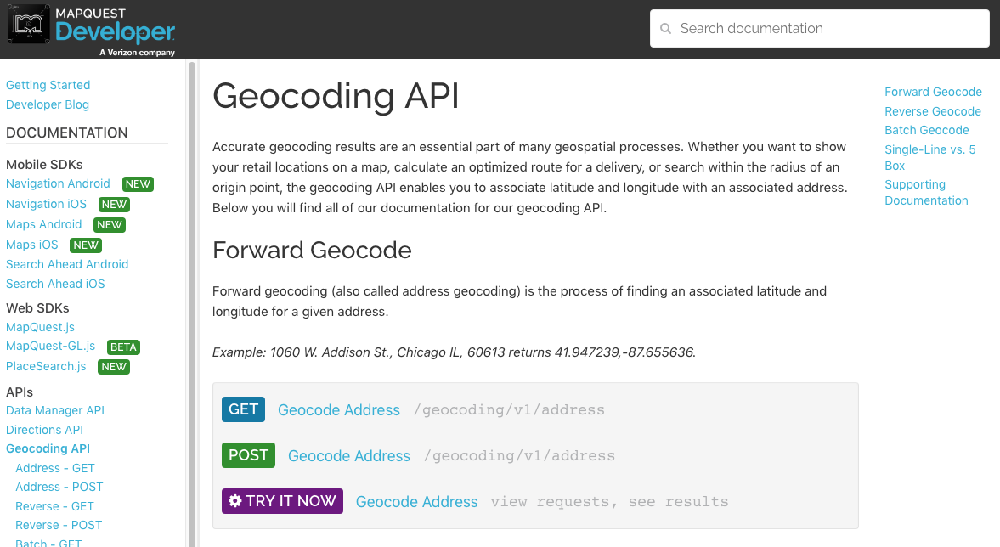 MAPQUEST
Developer
A Verizon company
Search documentation
Getting Started
Developer Blog
DOCUMENTATION
Mobile SDKs
Navigation Android NEW
Navigation iOS NEW
Maps Android NEW
Maps iOS NEW
Search Ahead Android
Search Ahead iOS
Web SDKs
MapQuest.js
MapQuest-GL.js BETA
PlaceSearch.js NEW
APIs
Data Manager API
Directions API
Geocoding API
Address - GET
Address - POST
Reverse - GET
Reverse - POST
Batch - GET
Geocoding API
Accurate geocoding results are an essential part of many geospatial processes. Whether you want to show
your retail locations on a map, calculate an optimized route for a delivery, or search within the radius of an
origin point, the geocoding API enables you to associate latitude and longitude with an associated address.
Below you will find all of our documentation for our geocoding API.
Forward Geocode
Forward geocoding (also called address geocoding) is the process of finding an associated latitude and
longitude for a given address.
Example: 1060 W. Addison St., Chicago IL, 60613 returns 41.947239,-87.655636.
GET Geocode Address /geocoding/v1/address
POST Geocode Address /geocoding/v1/address
TRY IT NOW Geocode Address view requests, see results
Forward Geocode
Reverse Geocode
Batch Geocode
Single-Line vs. 5
Box
Supporting
Documentation